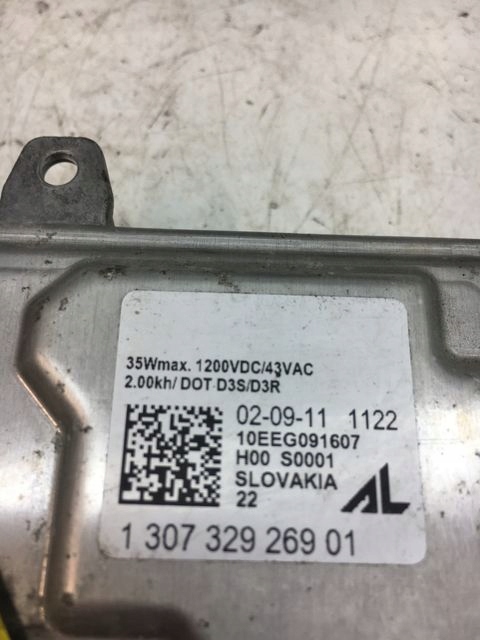 35Wmax. 1200VDC/43VAC
2.00kh/ DOT D3S/D3R
02-09-11 1122
10EEG091607
H00 S0001
SLOVAKIA
22
AL
1 307 329 269 01